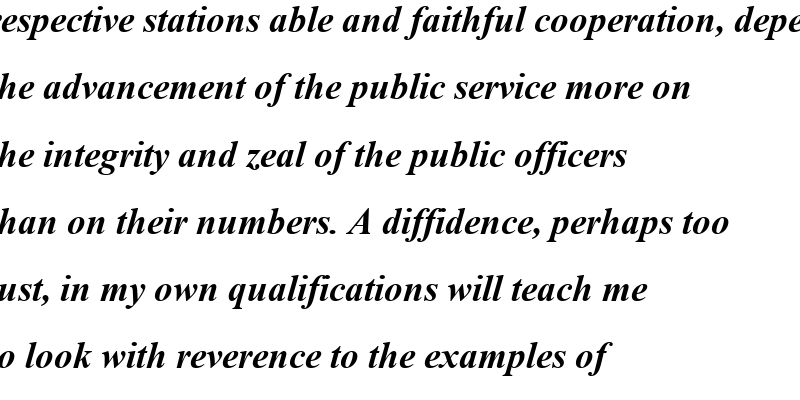 respective stations able and faithful cooperation, depe
he advancement of the public service more on
he integrity and zeal of the public officers
han on their numbers. A diffidence, perhaps too
ust, in my own qualifications will teach me
o look with reverence to the examples of